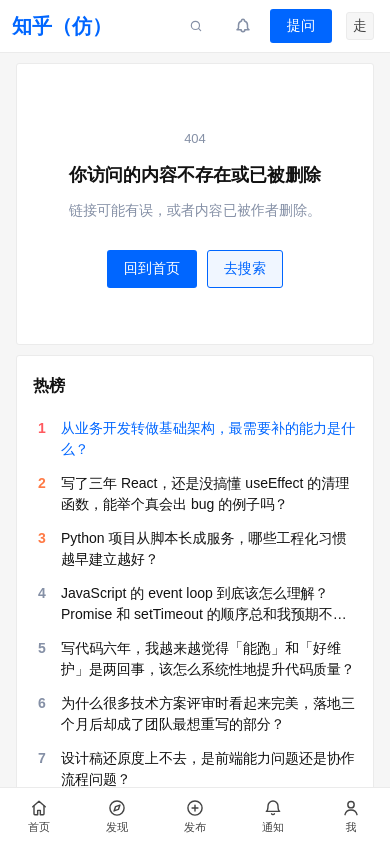 知乎（仿）
提问
走
404
你访问的内容不存在或已被删除
链接可能有误，或者内容已被作者删除。
回到首页
去搜索
热榜
1
从业务开发转做基础架构，最需要补的能力是什
么？
2
写了三年 React，还是没搞懂 useEffect 的清理
函数，能举个真会出 bug 的例子吗？
3
Python 项目从脚本长成服务，哪些工程化习惯
越早建立越好？
4
JavaScript 的 event loop 到底该怎么理解？
Promise 和 setTimeout 的顺序总和我预期不…
5
写代码六年，我越来越觉得「能跑」和「好维
护」是两回事，该怎么系统性地提升代码质量？
6
为什么很多技术方案评审时看起来完美，落地三
个月后却成了团队最想重写的部分？
7
设计稿还原度上不去，是前端能力问题还是协作
流程问题？
首页
发现
发布
通知
我